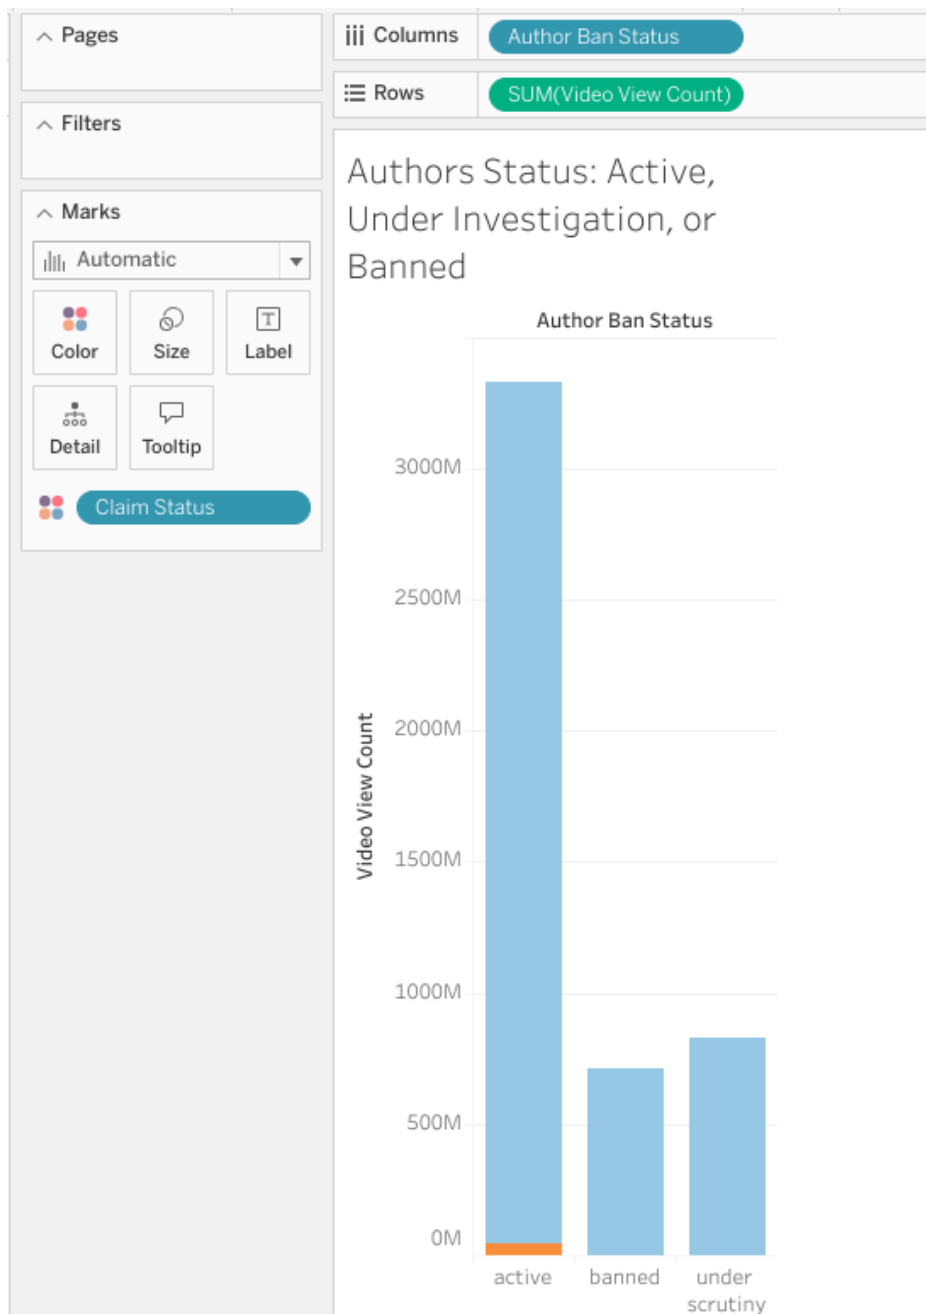 Pages
Filters
Marks
Automatic
Color
Size
Label
Detail
Tooltip
Claim Status
Columns
Author Ban Status
Rows
SUM(Video View Count)
Authors Status: Active,
Under Investigation, or
Banned
Author Ban Status
Video View Count
3000M
2500M
2000M
1500M
1000M
500M
0M
active
banned
under
scrutiny